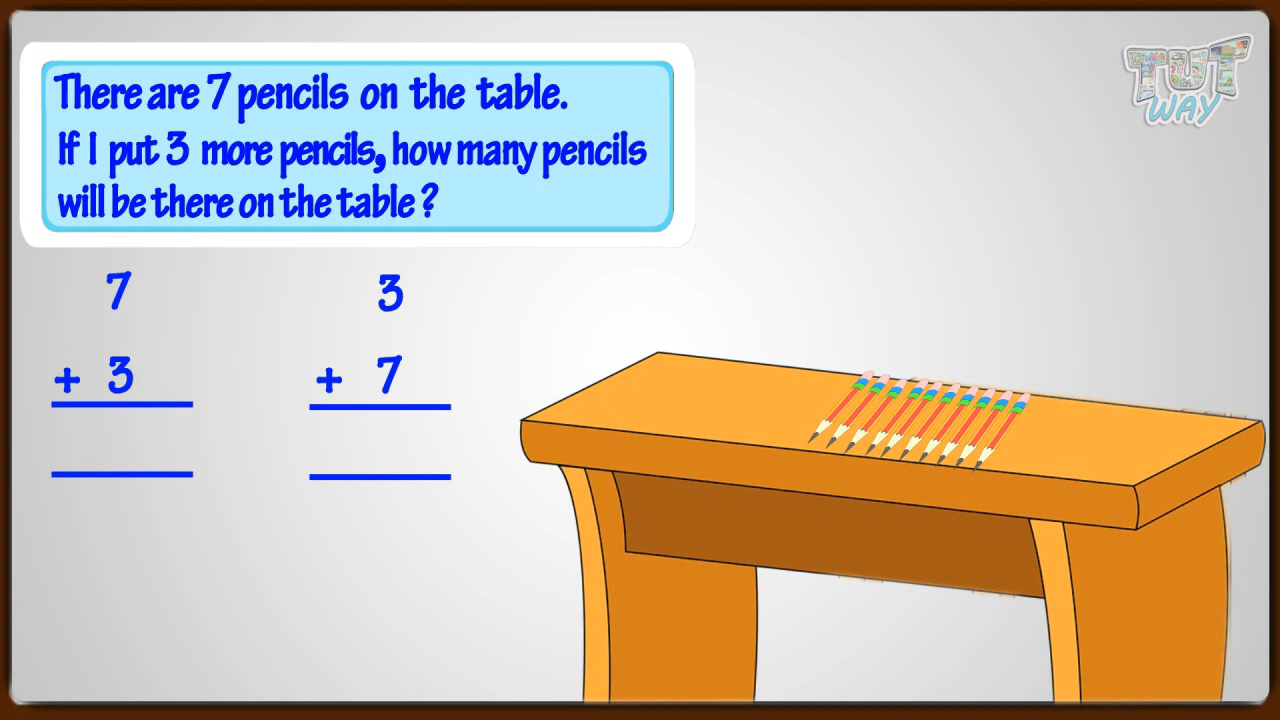 There are 7 pencils on the table.
If I put 3 more pencils, how many pencils
will be there on the table ?
7
+ 3
3
+ 7
TUT
WAY